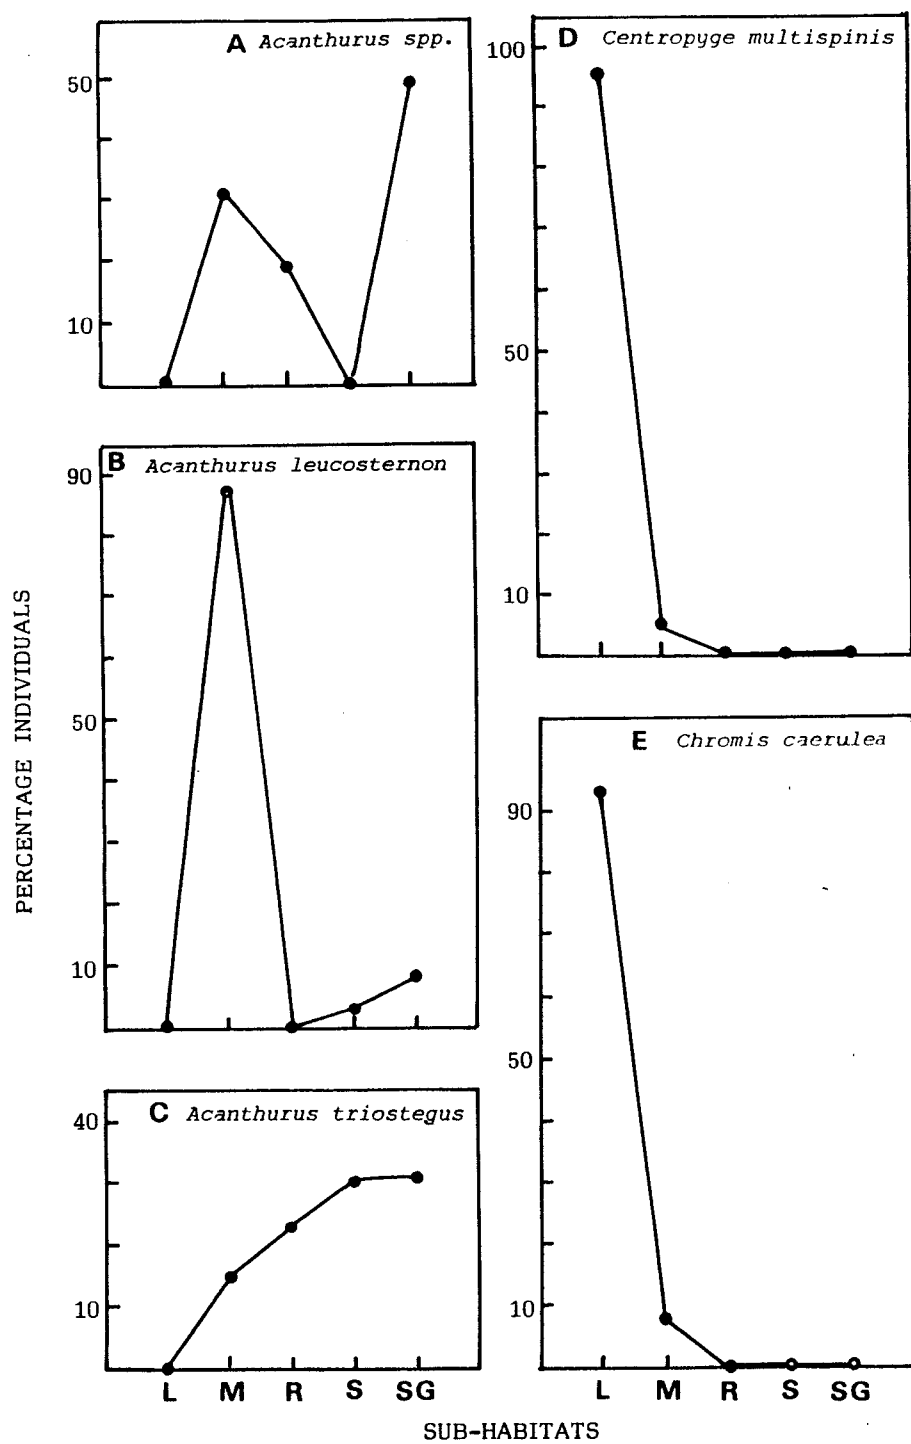 A Acanthurus spp.
50
10
B Acanthurus leucosternon
90
50
10
C Acanthurus triostegus
40
10
L M R S SG
D Centropyge multispinis
100
50
10
E Chromis caerulea
90
50
10
L M R S SG
PERCENTAGE INDIVIDUALS
SUB-HABITATS